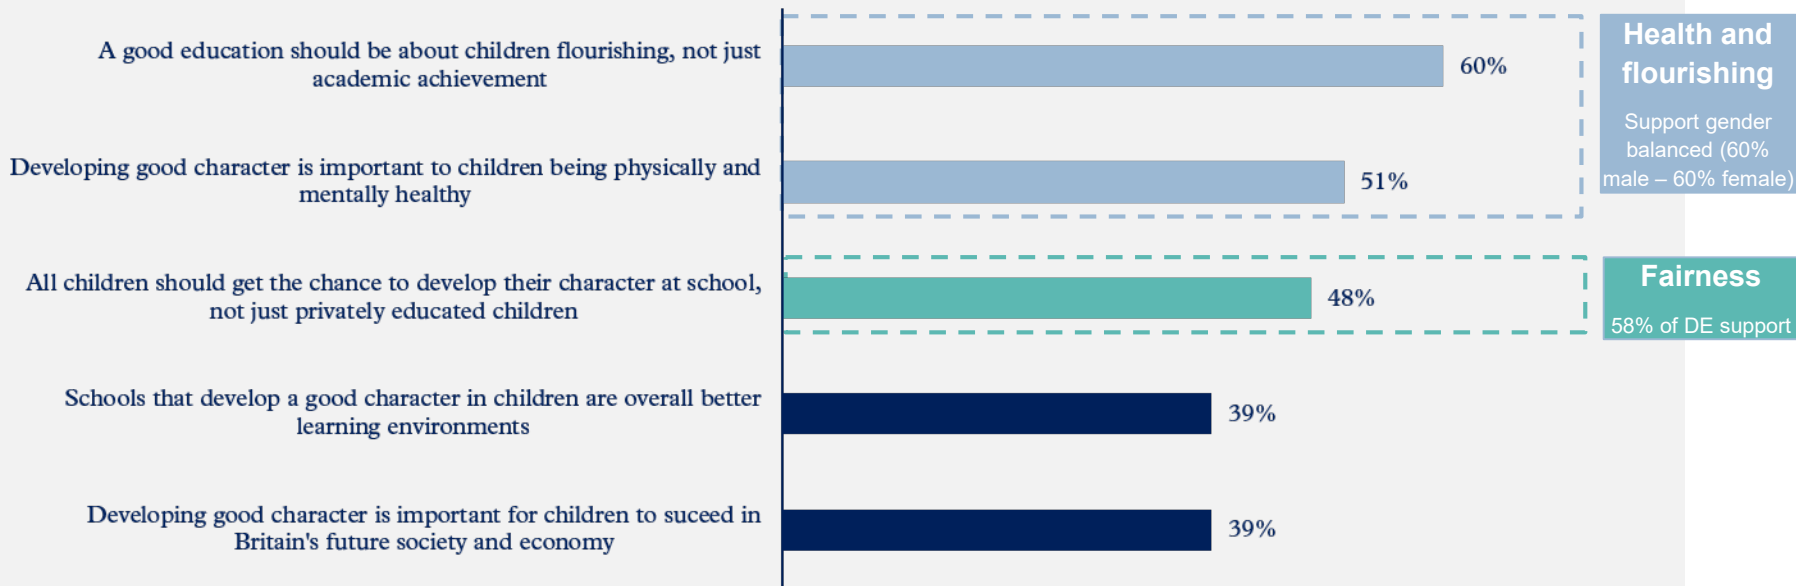 A good education should be about children flourishing, not just
academic achievement
60%
Health and
flourishing
Support gender
balanced (60%
male – 60% female)
Developing good character is important to children being physically and
mentally healthy
51%
All children should get the chance to develop their character at school,
not just privately educated children
48%
Fairness
58% of DE support
Schools that develop a good character in children are overall better
learning environments
39%
Developing good character is important for children to suceed in
Britain's future society and economy
39%